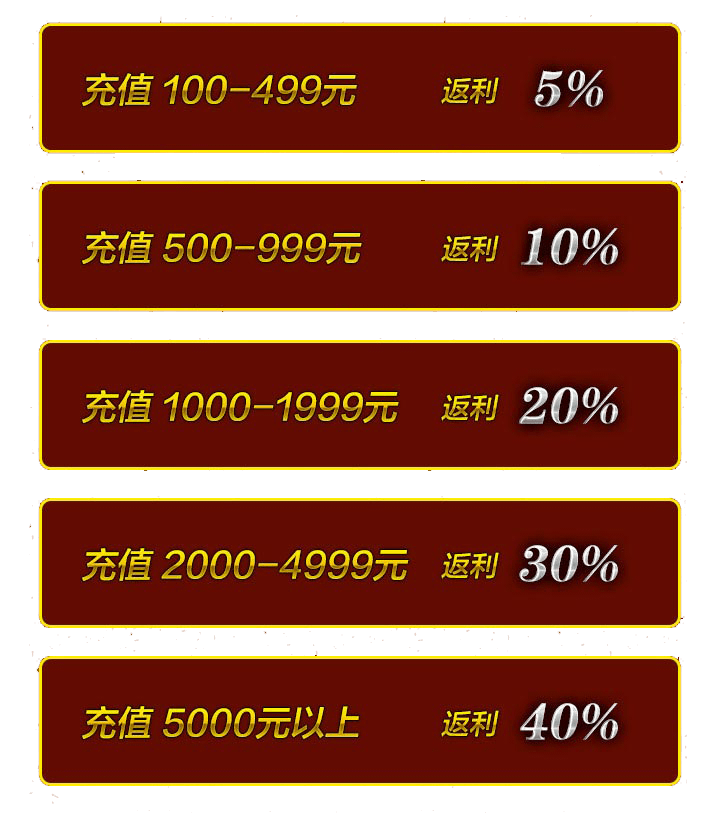 充值 100-499元 返利 5%
充值 500-999元 返利 10%
充值 1000-1999元 返利 20%
充值 2000-4999元 返利 30%
充值 5000元以上 返利 40%